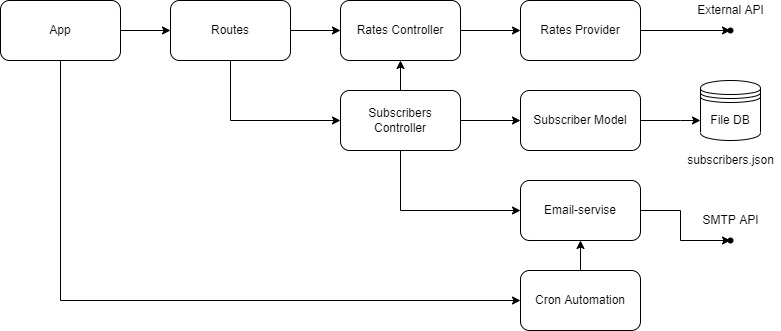 External API
App
Routes
Rates Controller
Rates Provider
Subscribers
Controller
Subscriber Model
File DB
subscribers.json
Email-servise
SMTP API
Cron Automation